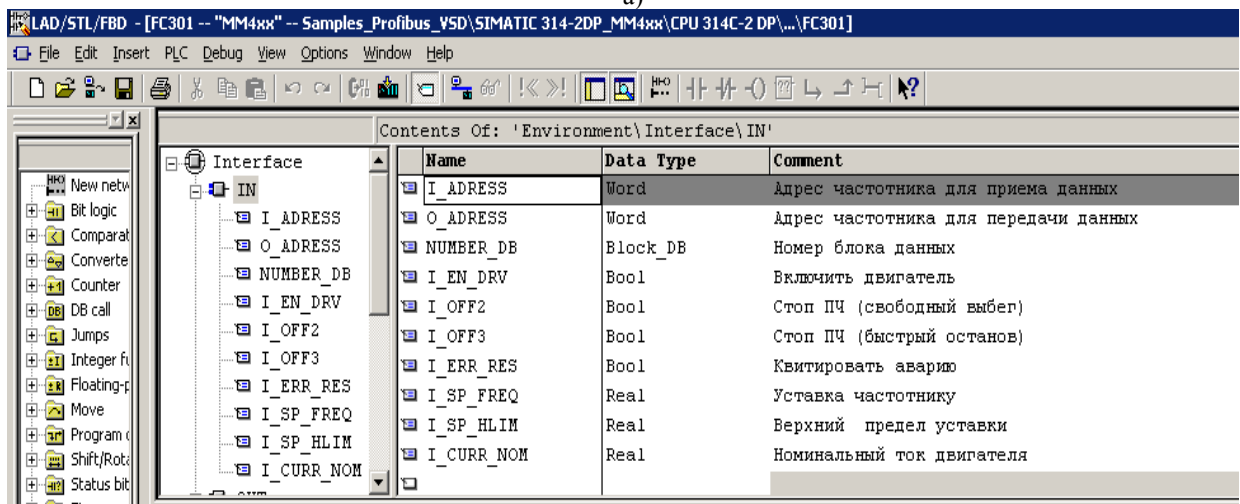 а)
LAD/STL/FBD - [FC301 -- "MM4xx" -- Samples_Profibus_VSD\SIMATIC 314-2DP_MM4xx\CPU 314C-2 DP\...\FC301]
File Edit Insert PLC Debug View Options Window Help
Contents Of: 'Environment\Interface\IN'
New netw
Bit logic
Comparat
Converte
Counter
DB call
Jumps
Integer fu
Floating-p
Move
Program c
Shift/Rota
Status bit
Interface
IN
I_ADRESS
O_ADRESS
NUMBER_DB
I_EN_DRV
I_OFF2
I_OFF3
I_ERR_RES
I_SP_FREQ
I_SP_HLIM
I_CURR_NOM
Name Data Type Comment
I_ADRESS Word Адрес частотника для приема данных
O_ADRESS Word Адрес частотника для передачи данных
NUMBER_DB Block_DB Номер блока данных
I_EN_DRV Bool Включить двигатель
I_OFF2 Bool Стоп ПЧ (свободный выбег)
I_OFF3 Bool Стоп ПЧ (быстрый останов)
I_ERR_RES Bool Квитировать аварию
I_SP_FREQ Real Уставка частотнику
I_SP_HLIM Real Верхний предел уставки
I_CURR_NOM Real Номинальный ток двигателя